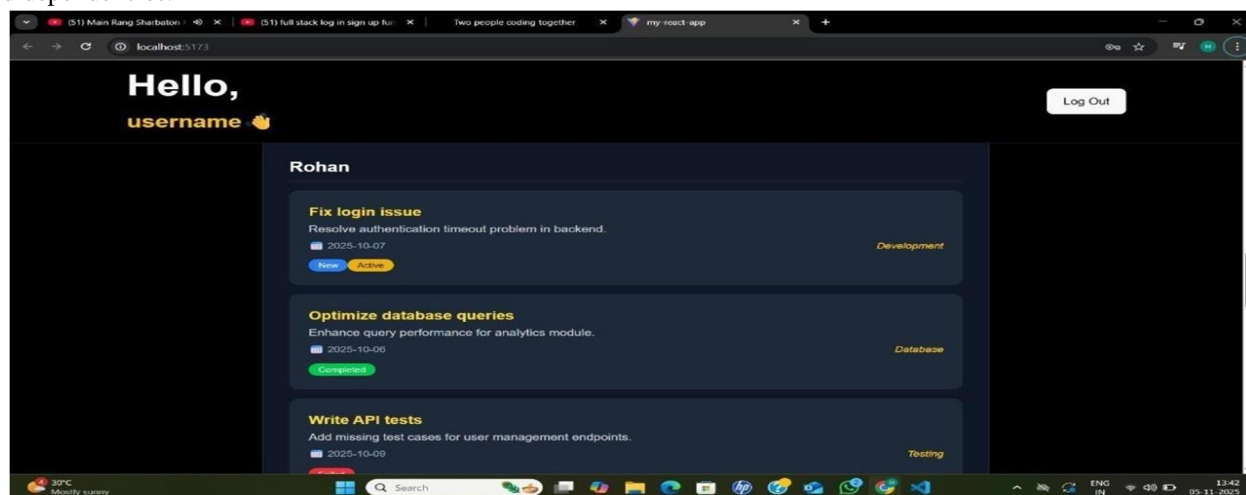 (51) Main Rang Sharbaton
(51) full stack log in sign up fun
Two people coding together
my-react-app
localhost:5173
Hello,
Log Out
username
Rohan
Fix login issue
Resolve authentication timeout problem in backend.
2025-10-07
Development
New Active
Optimize database queries
Enhance query performance for analytics module.
2025-10-06
Database
Completed
Write API tests
Add missing test cases for user management endpoints.
2025-10-09
Testing
30°C
Mostly sunny
Search
ENG
IN
13:42
05-11-2025